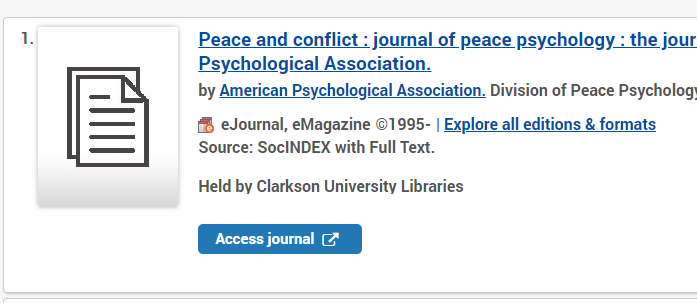 1.
Peace and conflict : journal of peace psychology : the jour
Psychological Association.
by American Psychological Association. Division of Peace Psychology
eJournal, eMagazine ©1995- | Explore all editions & formats
Source: SocINDEX with Full Text.
Held by Clarkson University Libraries
Access journal